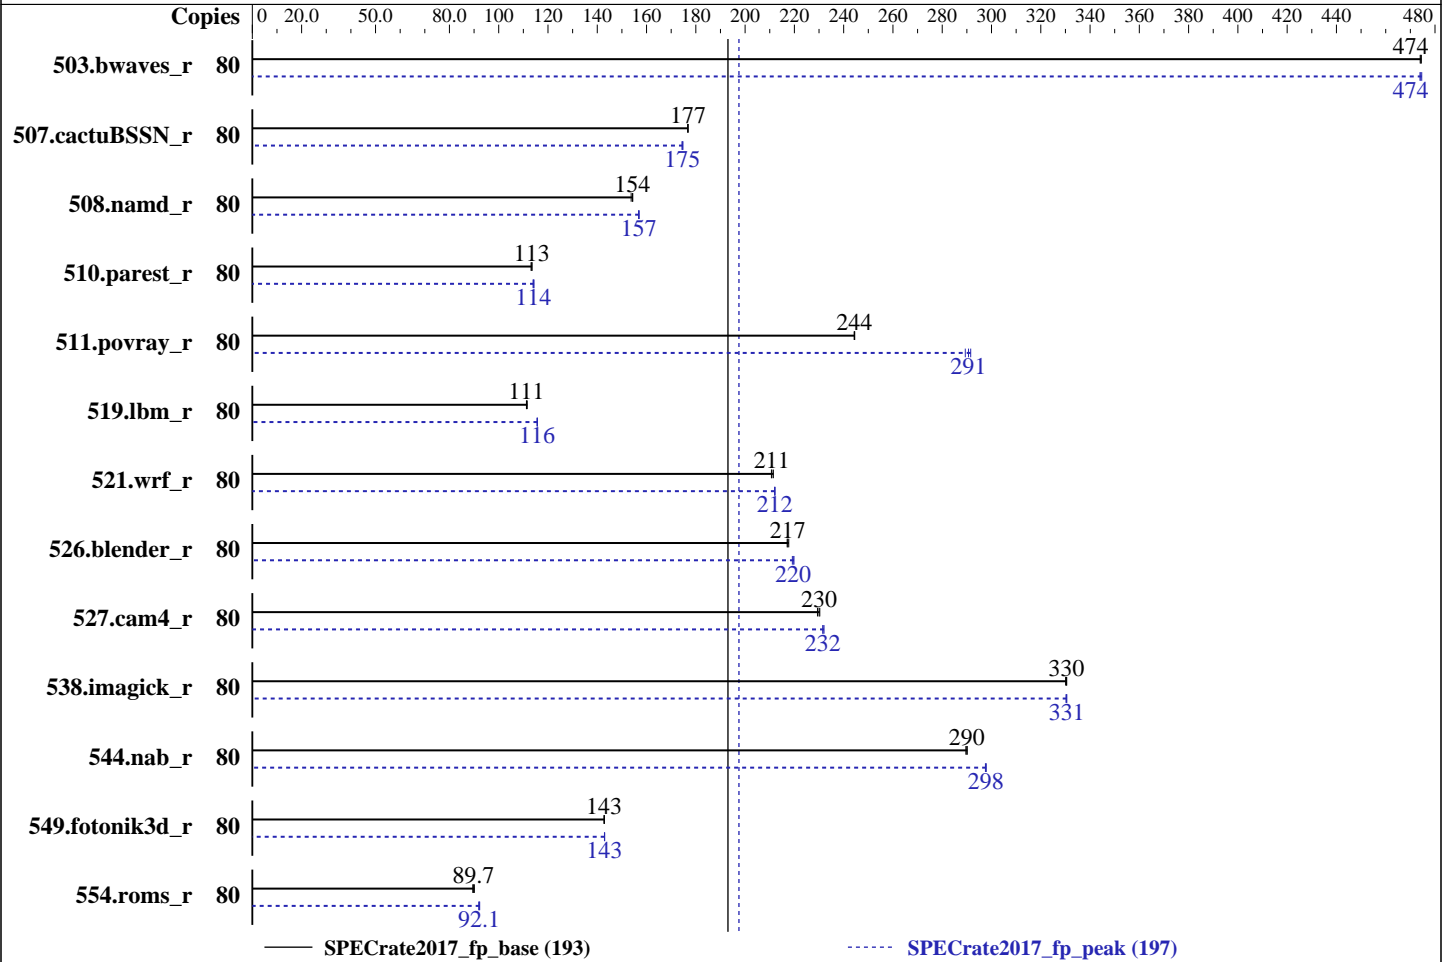 Copies 0 20.0 50.0 80.0 100 120 140 160 180 200 220 240 260 280 300 320 340 360 380 400 420 440 480
503.bwaves_r 80 474
474
507.cactuBSSN_r 80 177
175
508.namd_r 80 154
157
510.parest_r 80 113
114
511.povray_r 80 244
291
519.lbm_r 80 111
116
521.wrf_r 80 211
212
526.blender_r 80 217
220
527.cam4_r 80 230
232
538.imagick_r 80 330
331
544.nab_r 80 290
298
549.fotonik3d_r 80 143
143
554.roms_r 80 89.7
92.1
SPECrate2017_fp_base (193) SPECrate2017_fp_peak (197)